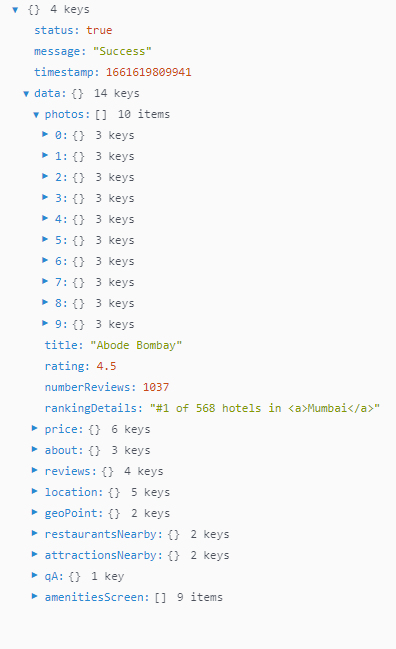 {} 4 keys
status: true
message: "Success"
timestamp: 1661619809941
data: {} 14 keys
photos: [] 10 items
0: {} 3 keys
1: {} 3 keys
2: {} 3 keys
3: {} 3 keys
4: {} 3 keys
5: {} 3 keys
6: {} 3 keys
7: {} 3 keys
8: {} 3 keys
9: {} 3 keys
title: "Abode Bombay"
rating: 4.5
numberReviews: 1037
rankingDetails: "#1 of 568 hotels in <a>Mumbai</a>"
price: {} 6 keys
about: {} 3 keys
reviews: {} 4 keys
location: {} 5 keys
geoPoint: {} 2 keys
restaurantsNearby: {} 2 keys
attractionsNearby: {} 2 keys
qA: {} 1 key
amenitiesScreen: [] 9 items